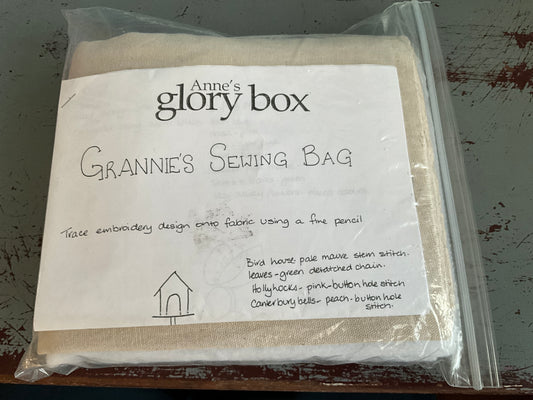 Anne's
glory box
GRANNIE'S SEWING BAG
Trace embroidery design onto fabric using a fine pencil
Bird house- pale mauve stem stitch.
leaves-green detatched chain.
Hollyhocks- pink-button hole stitch
Canterbury bells- peach-button hole
stitch.